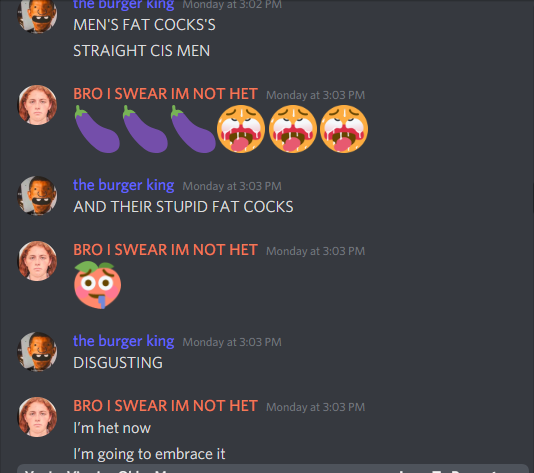 the burger king Monday at 3:02 PM
MEN'S FAT COCKS'S
STRAIGHT CIS MEN
BRO I SWEAR IM NOT HET Monday at 3:03 PM
the burger king Monday at 3:03 PM
AND THEIR STUPID FAT COCKS
BRO I SWEAR IM NOT HET Monday at 3:03 PM
the burger king Monday at 3:03 PM
DISGUSTING
BRO I SWEAR IM NOT HET Monday at 3:03 PM
I'm het now
I'm going to embrace it